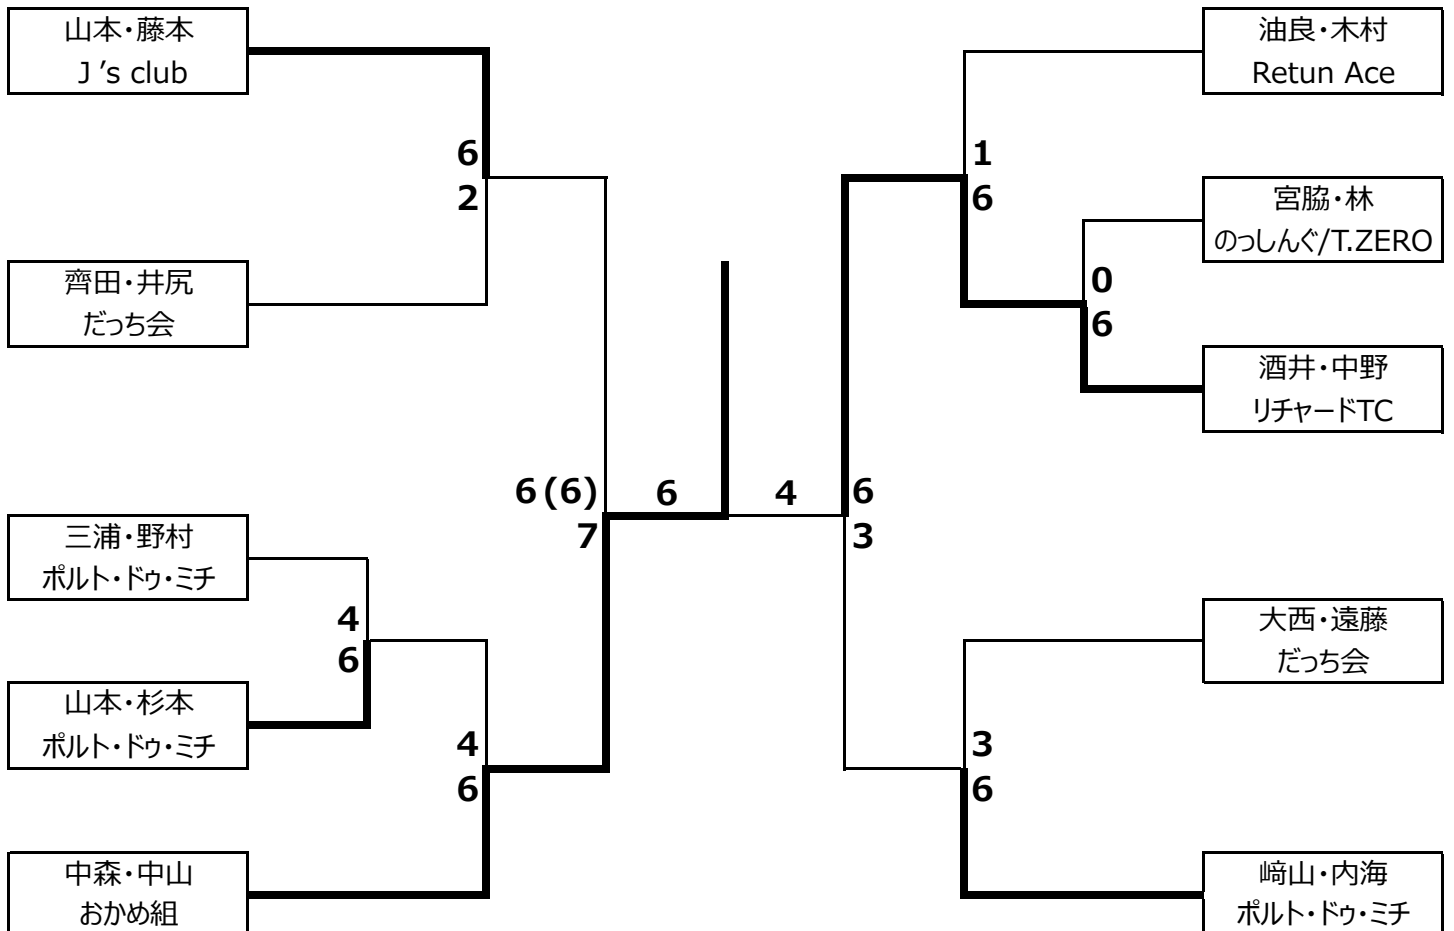 山本・藤本
J 's club
齊田・井尻
だっち会
三浦・野村
ポルト・ドゥ・ミチ
山本・杉本
ポルト・ドゥ・ミチ
中森・中山
おかめ組
6
2
4
6
4
6
6(6)
7
6
4
6
3
1
6
0
6
3
6
油良・木村
Retun Ace
宮脇・林
のっしんぐ/T.ZERO
酒井・中野
リチャードTC
大西・遠藤
だっち会
﨑山・内海
ポルト・ドゥ・ミチ